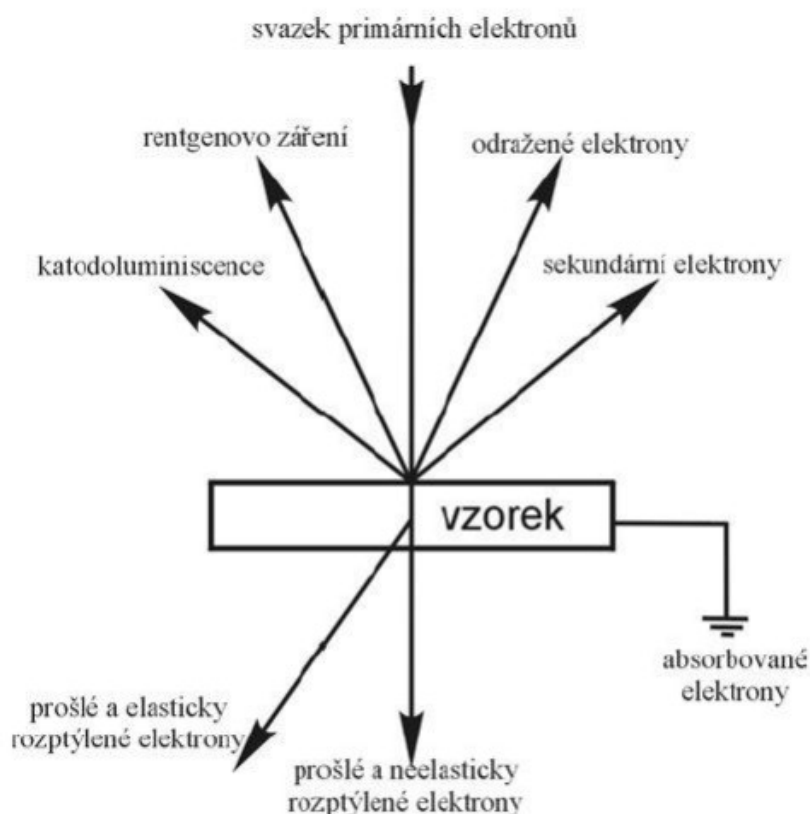 svazek primárních elektronů
rentgenovo záření
odražené elektrony
katodoluminiscence
sekundární elektrony
vzorek
absorbované
elektrony
prošlé a elasticky
rozptýlené elektrony
prošlé a neelasticky
rozptýlené elektrony